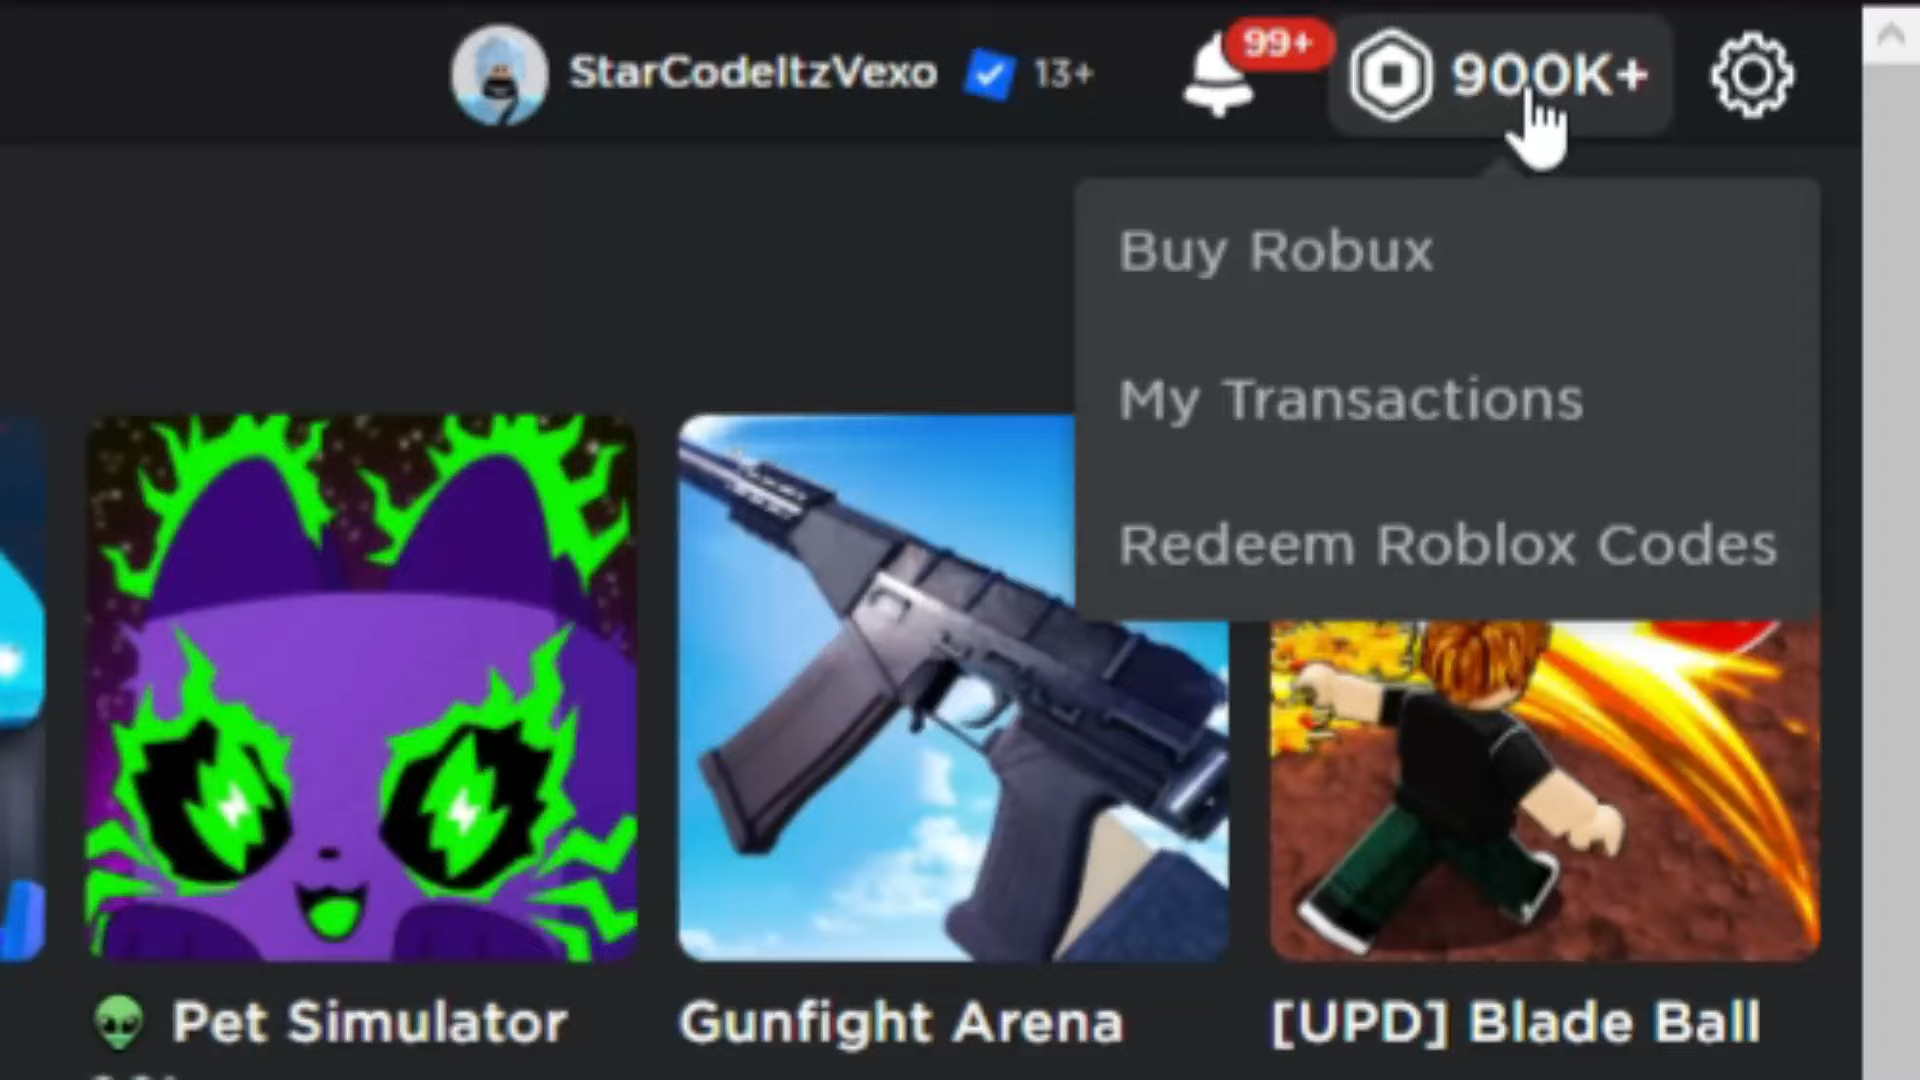 StarCodeItzVexo 13+ 99+ 900K+
Buy Robux
My Transactions
Redeem Roblox Codes
Pet Simulator
Gunfight Arena
[UPD] Blade Ball